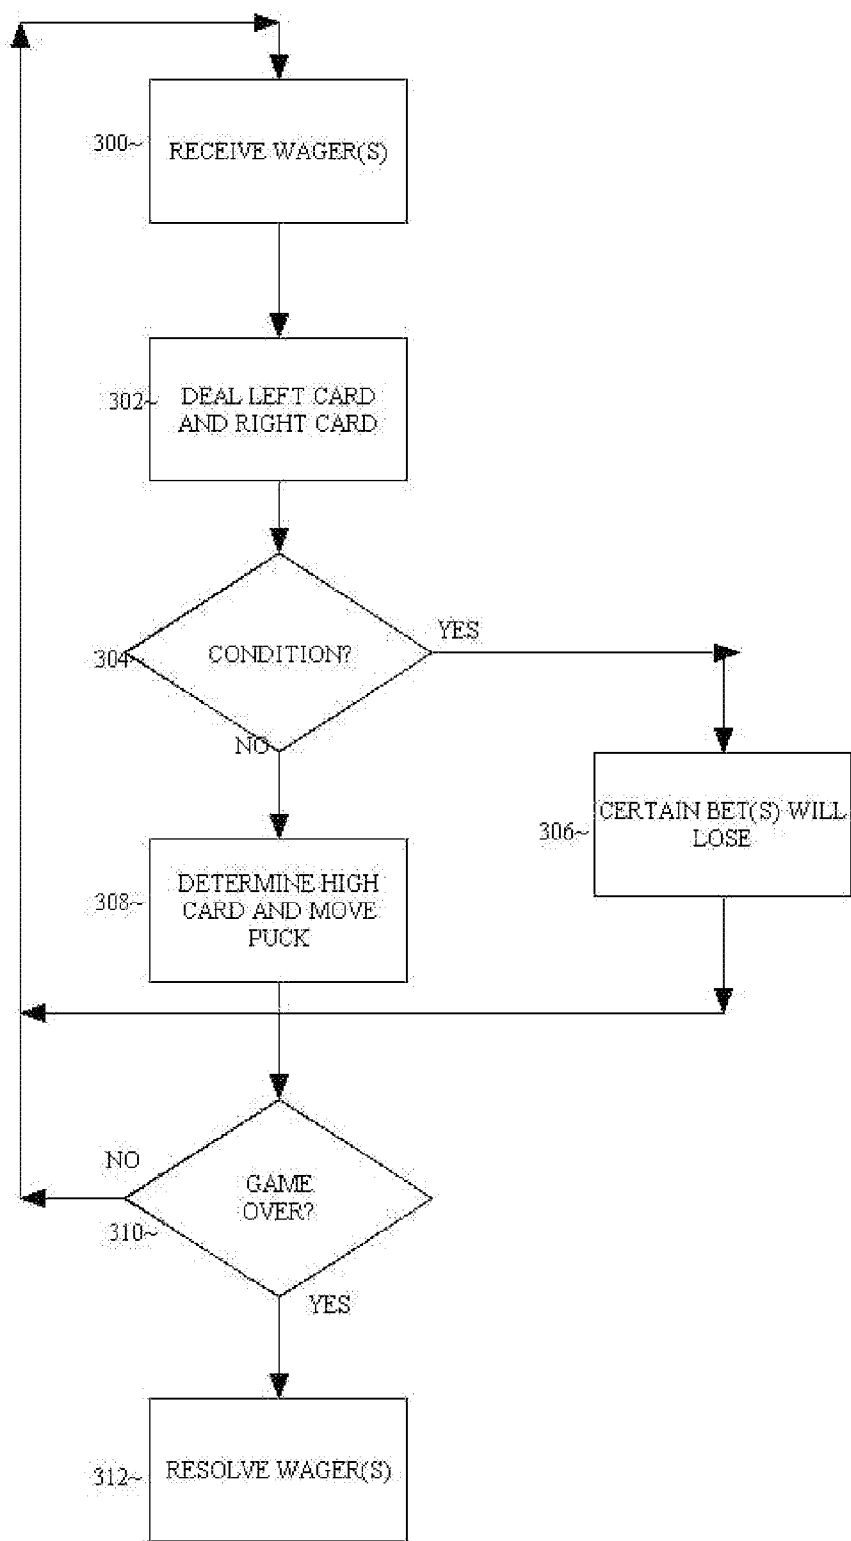 300~
RECEIVE WAGER(S)
302~
DEAL LEFT CARD
AND RIGHT CARD
304~
CONDITION?
YES
NO
306~
CERTAIN BET(S) WILL
LOSE
308~
DETERMINE HIGH
CARD AND MOVE
PUCK
NO
GAME
OVER?
310~
YES
312~
RESOLVE WAGER(S)